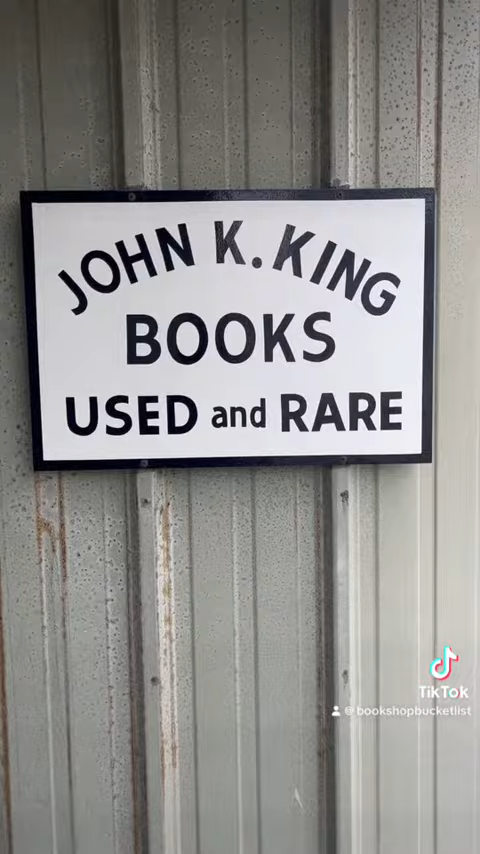 JOHN K. KING
BOOKS
USED and RARE
TikTok
@bookshopbucketlist